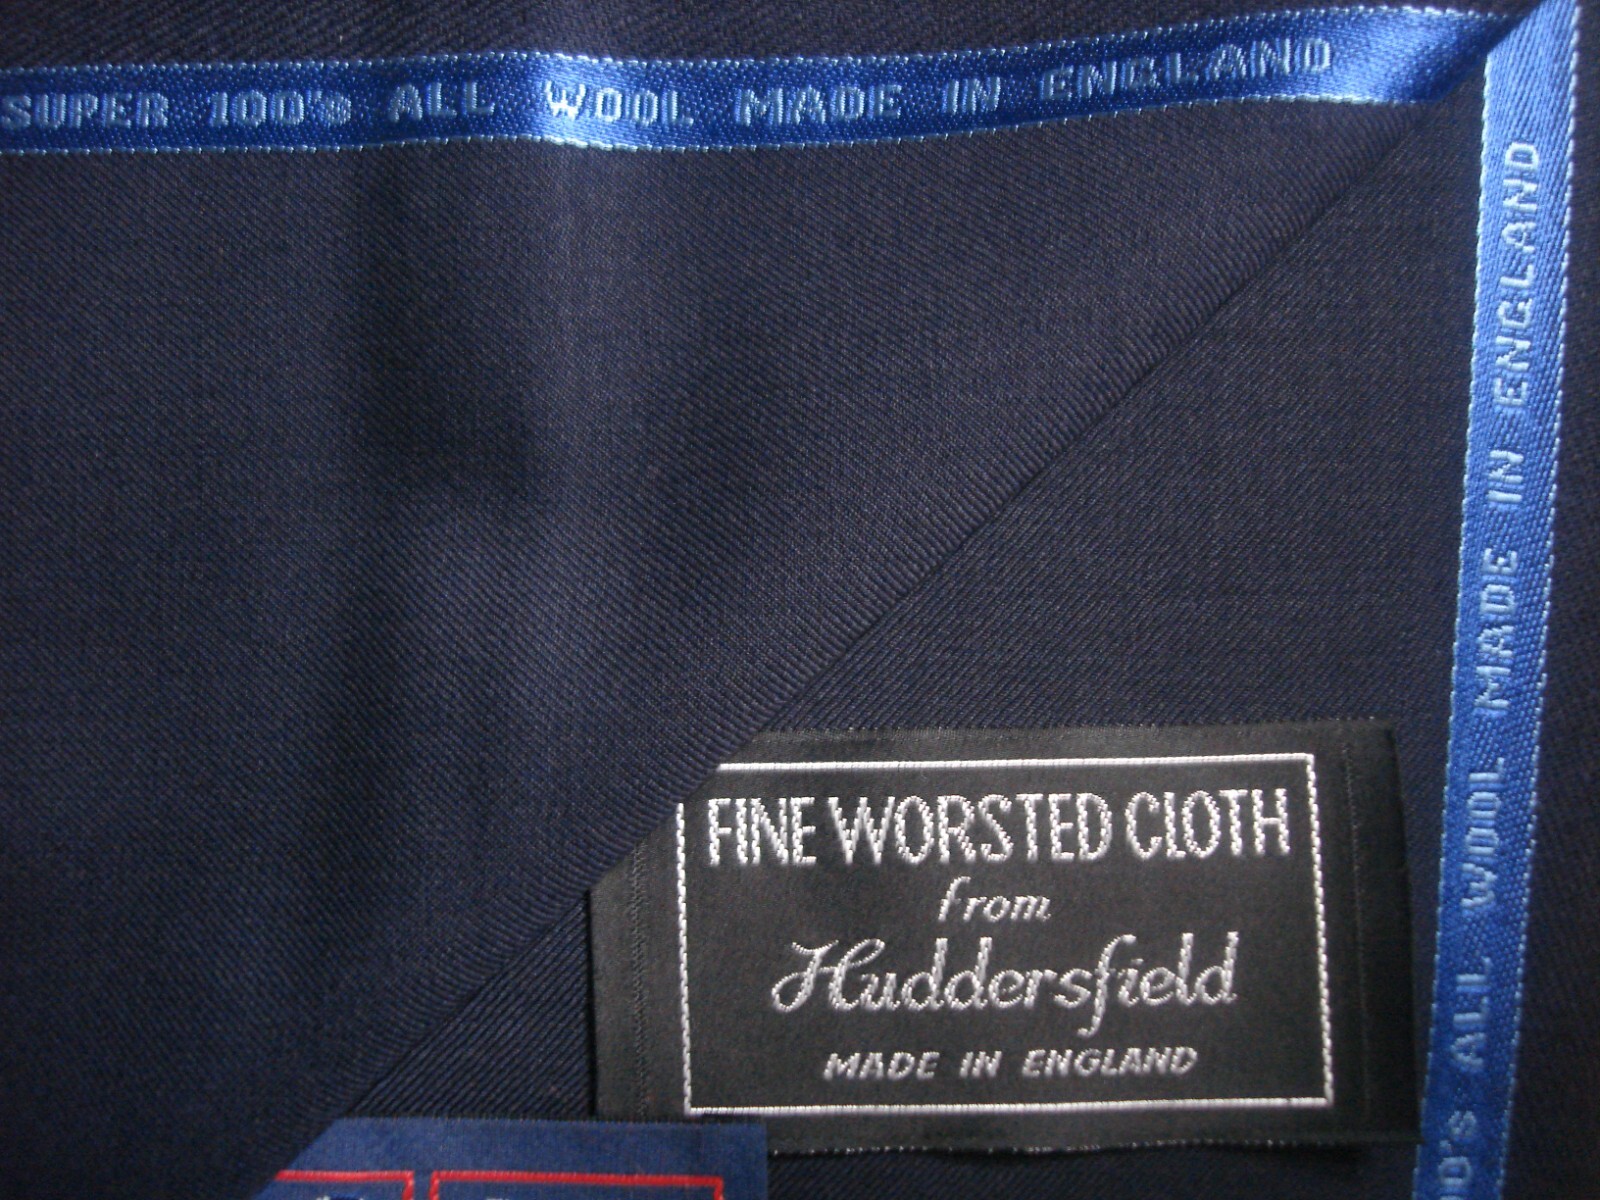 SUPER 100's ALL WOOL MADE IN ENGLAND
0's ALL WOOL MADE IN ENGLAND
FINE WORSTED CLOTH
from
Huddersfield
MADE IN ENGLAND